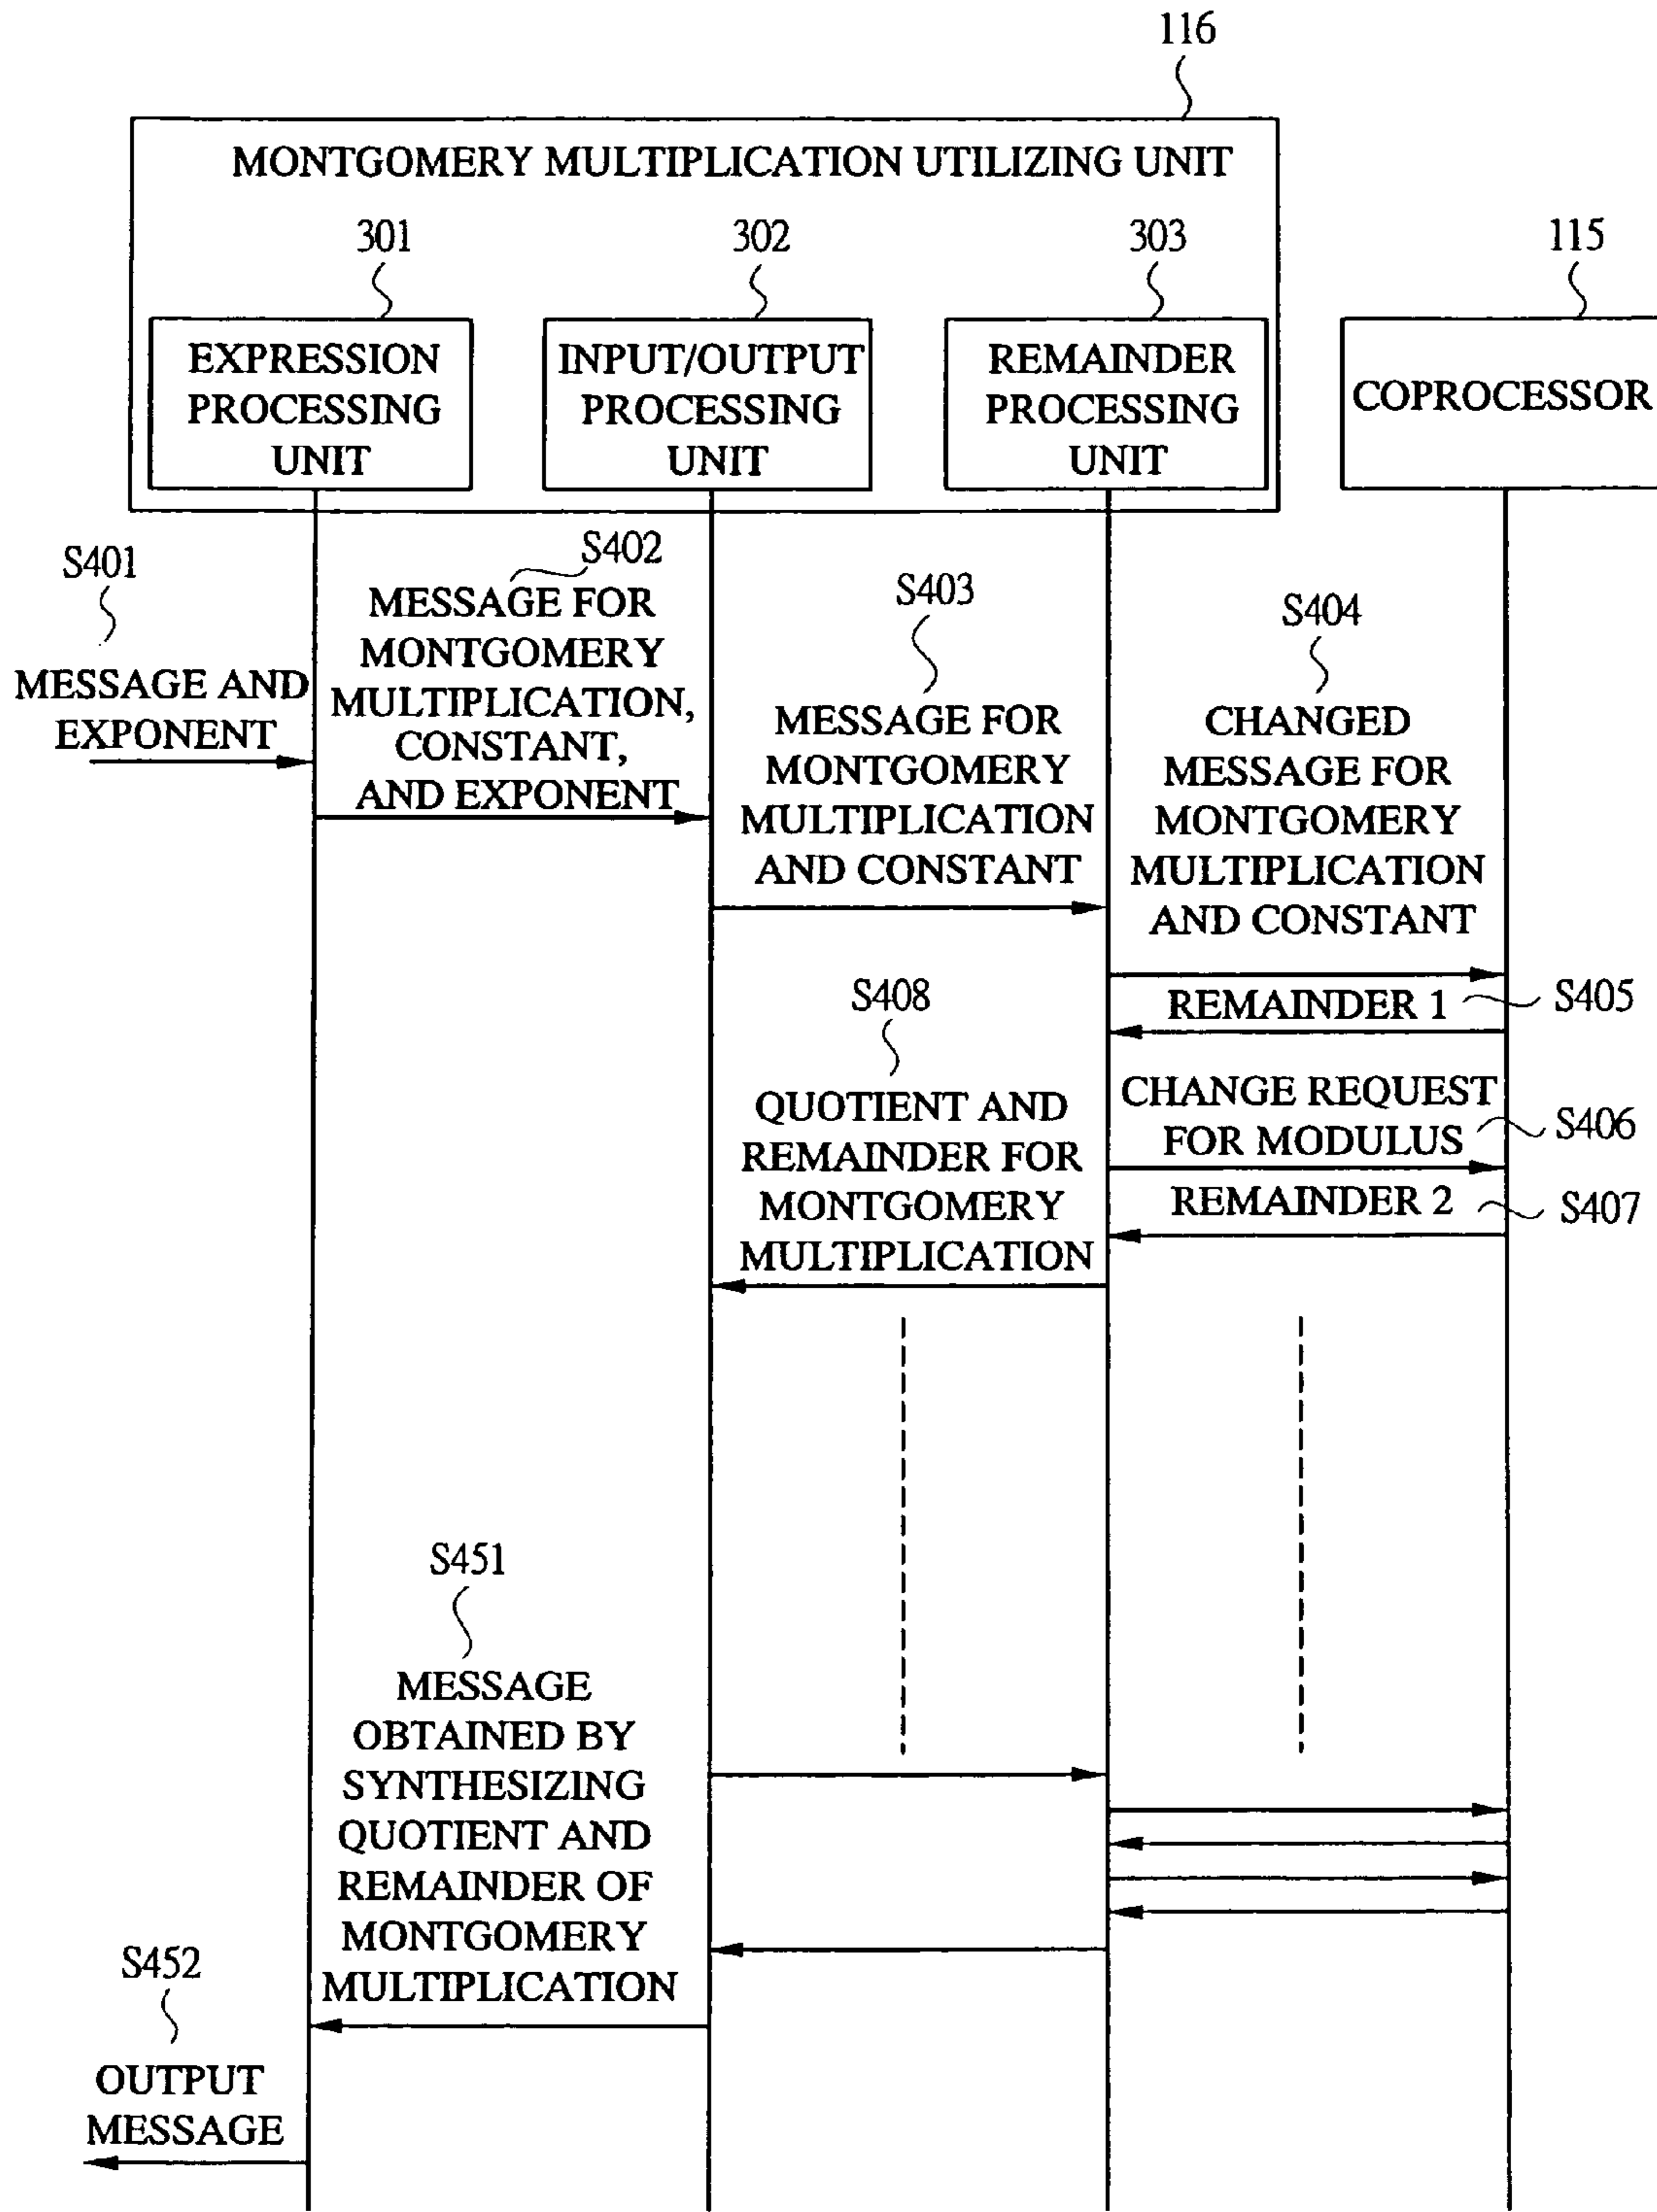 116
MONTGOMERY MULTIPLICATION UTILIZING UNIT
301
302
303
115
EXPRESSION
PROCESSING
UNIT
INPUT/OUTPUT
PROCESSING
UNIT
REMAINDER
PROCESSING
UNIT
COPROCESSOR
S401
MESSAGE AND
EXPONENT
S402
MESSAGE FOR
MONTGOMERY
MULTIPLICATION,
CONSTANT,
AND EXPONENT
S403
MESSAGE FOR
MONTGOMERY
MULTIPLICATION
AND CONSTANT
S404
CHANGED
MESSAGE FOR
MONTGOMERY
MULTIPLICATION
AND CONSTANT
REMAINDER 1
S405
CHANGE REQUEST
FOR MODULUS
S406
REMAINDER 2
S407
S408
QUOTIENT AND
REMAINDER FOR
MONTGOMERY
MULTIPLICATION
S451
MESSAGE
OBTAINED BY
SYNTHESIZING
QUOTIENT AND
REMAINDER OF
MONTGOMERY
MULTIPLICATION
S452
OUTPUT
MESSAGE